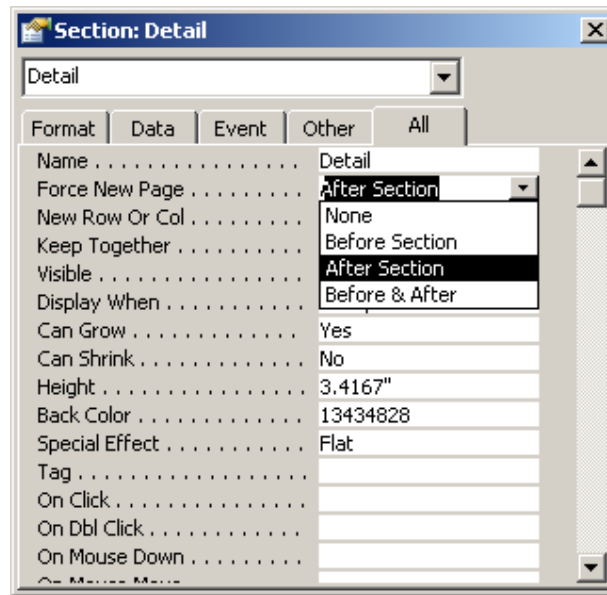 Section: Detail
Detail
Format Data Event Other All
Name . . . . . . . . . . . . . . . . . Detail
Force New Page . . . . . . . . . After Section
New Row Or Col . . . . . . . . . None
Keep Together . . . . . . . . . . Before Section
Visible . . . . . . . . . . . . . . . . . After Section
Display When . . . . . . . . . . . Before & After
Can Grow . . . . . . . . . . . . . Yes
Can Shrink . . . . . . . . . . . . . No
Height . . . . . . . . . . . . . . . . 3.4167"
Back Color . . . . . . . . . . . . . 13434828
Special Effect . . . . . . . . . . . Flat
Tag . . . . . . . . . . . . . . . . . .
On Click . . . . . . . . . . . . . . .
On Dbl Click . . . . . . . . . . . .
On Mouse Down . . . . . . . . .